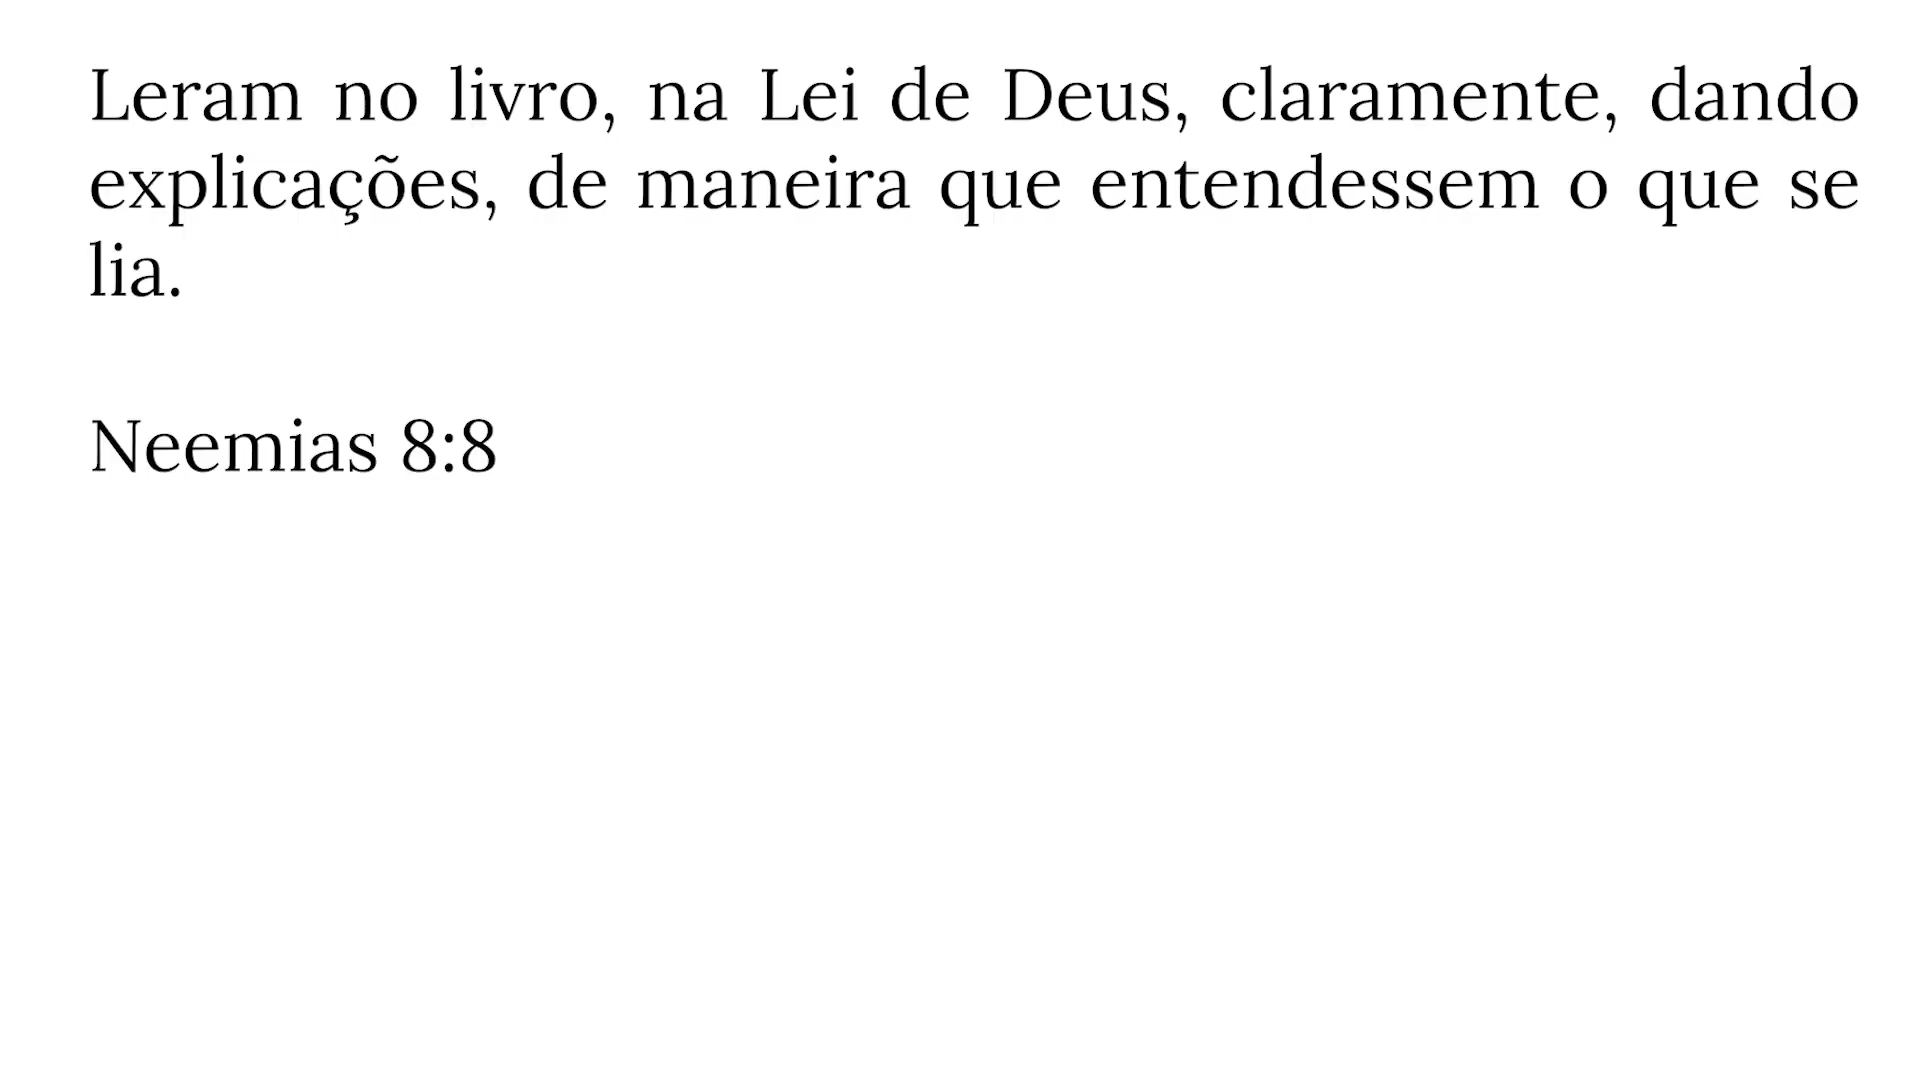 Leram no livro, na Lei de Deus, claramente, dando
explicações, de maneira que entendessem o que se
lia.
Neemias 8:8